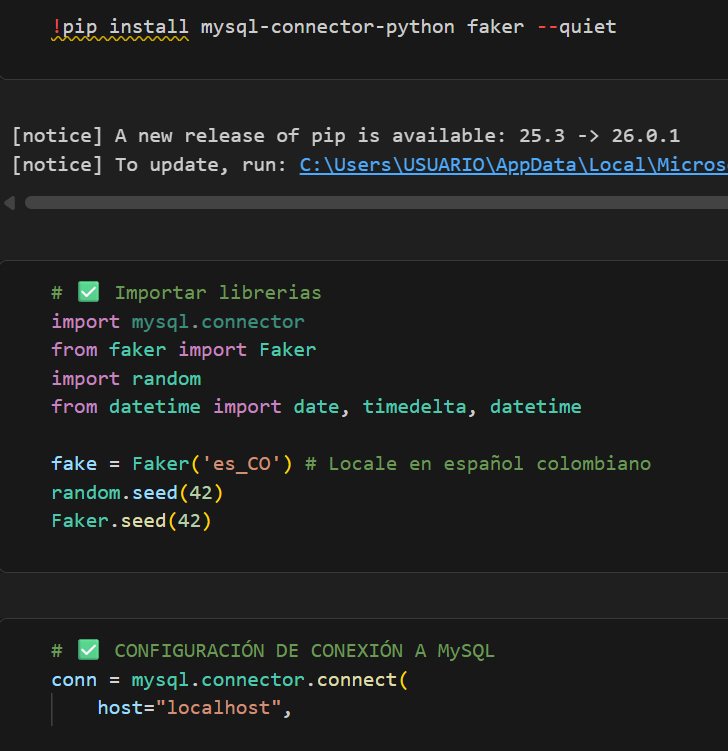 !pip install mysql-connector-python faker --quiet
[notice] A new release of pip is available: 25.3 -> 26.0.1
[notice] To update, run: C:\Users\USUARIO\AppData\Local\Micros
# ✅ Importar librerias
import mysql.connector
from faker import Faker
import random
from datetime import date, timedelta, datetime
fake = Faker('es_CO') # Locale en español colombiano
random.seed(42)
Faker.seed(42)
# ✅ CONFIGURACIÓN DE CONEXIÓN A MySQL
conn = mysql.connector.connect(
host="localhost",